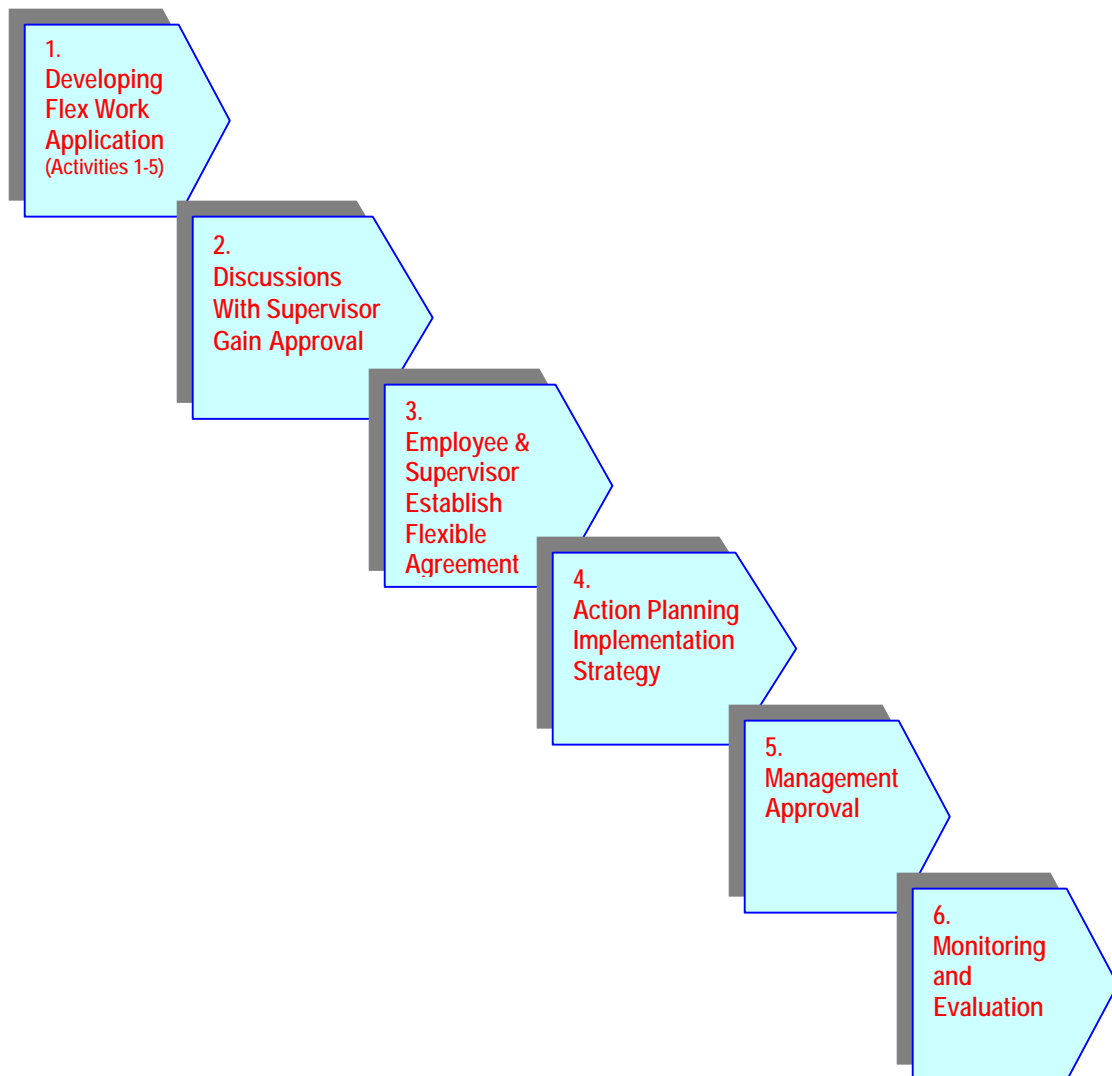 1.
Developing
Flex Work
Application
(Activities 1-5)
2.
Discussions
With Supervisor
Gain Approval
3.
Employee &
Supervisor
Establish
Flexible
Agreement
4.
Action Planning
Implementation
Strategy
5.
Management
Approval
6.
Monitoring
and
Evaluation